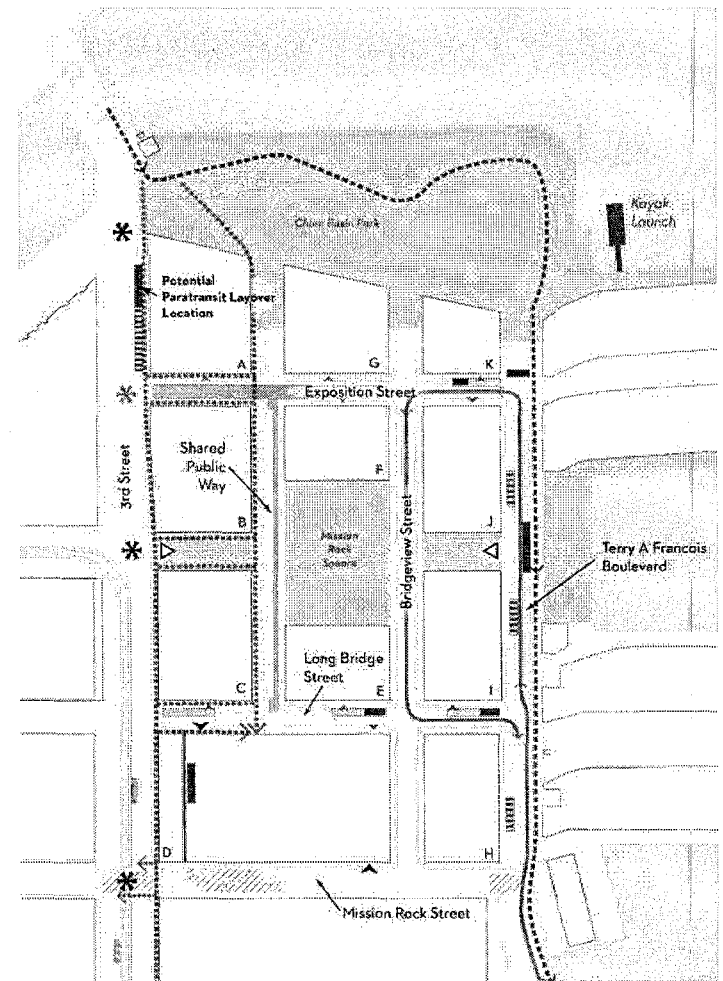 Kayak
Launch
China Basin Park
Potential
Paratransit Layover
Location
A
G
K
Exposition Street
3rd Street
Shared
Public
Way
F
B
J
Mission
Rock
Square
Bridgeview Street
Terry A Francois
Boulevard
Long Bridge
Street
C
E
I
D
H
Mission Rock Street